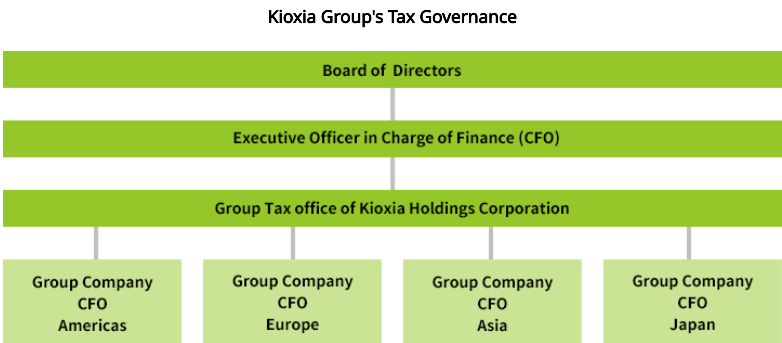 Kioxia Group's Tax Governance
Board of Directors
Executive Officer in Charge of Finance (CFO)
Group Tax office of Kioxia Holdings Corporation
Group Company
CFO
Americas
Group Company
CFO
Europe
Group Company
CFO
Asia
Group Company
CFO
Japan